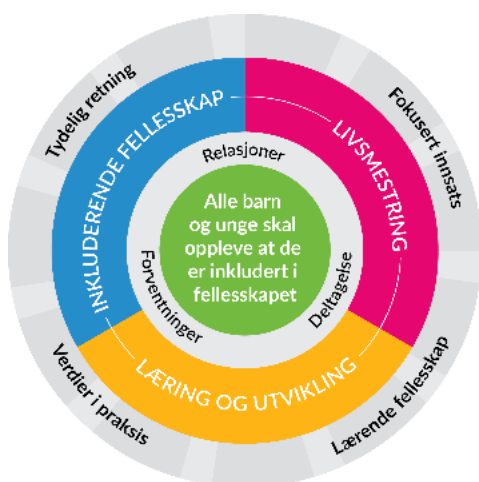 Tydelig retning
Fokusert innsats
INKLUDERENDE FELLESSKAP
LIVSMESTRING
Relasjoner
Alle barn
og unge skal
oppleve at de
er inkludert i
fellesskapet
Forventninger
Deltagelse
LÆRING OG UTVIKLING
Verdier i praksis
Lærende fellesskap